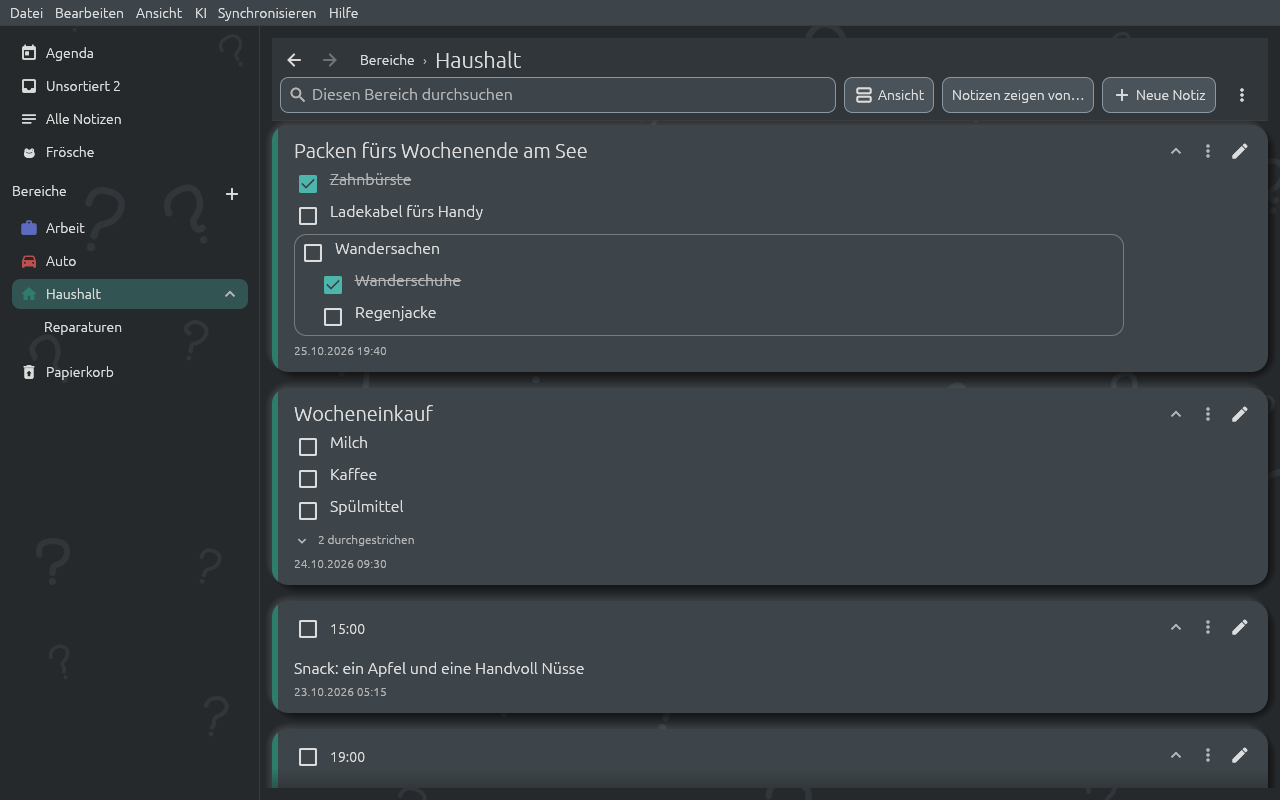 Datei Bearbeiten Ansicht KI Synchronisieren Hilfe
Agenda
Unsortiert 2
Alle Notizen
Frösche
Bereiche
Arbeit
Auto
Haushalt
Reparaturen
Papierkorb
Bereiche › Haushalt
Diesen Bereich durchsuchen
Ansicht
Notizen zeigen von…
Neue Notiz
Packen fürs Wochenende am See
Zahnbürste
Ladekabel fürs Handy
Wandersachen
Wanderschuhe
Regenjacke
25.10.2026 19:40
Wocheneinkauf
Milch
Kaffee
Spülmittel
2 durchgestrichen
24.10.2026 09:30
15:00
Snack: ein Apfel und eine Handvoll Nüsse
23.10.2026 05:15
19:00